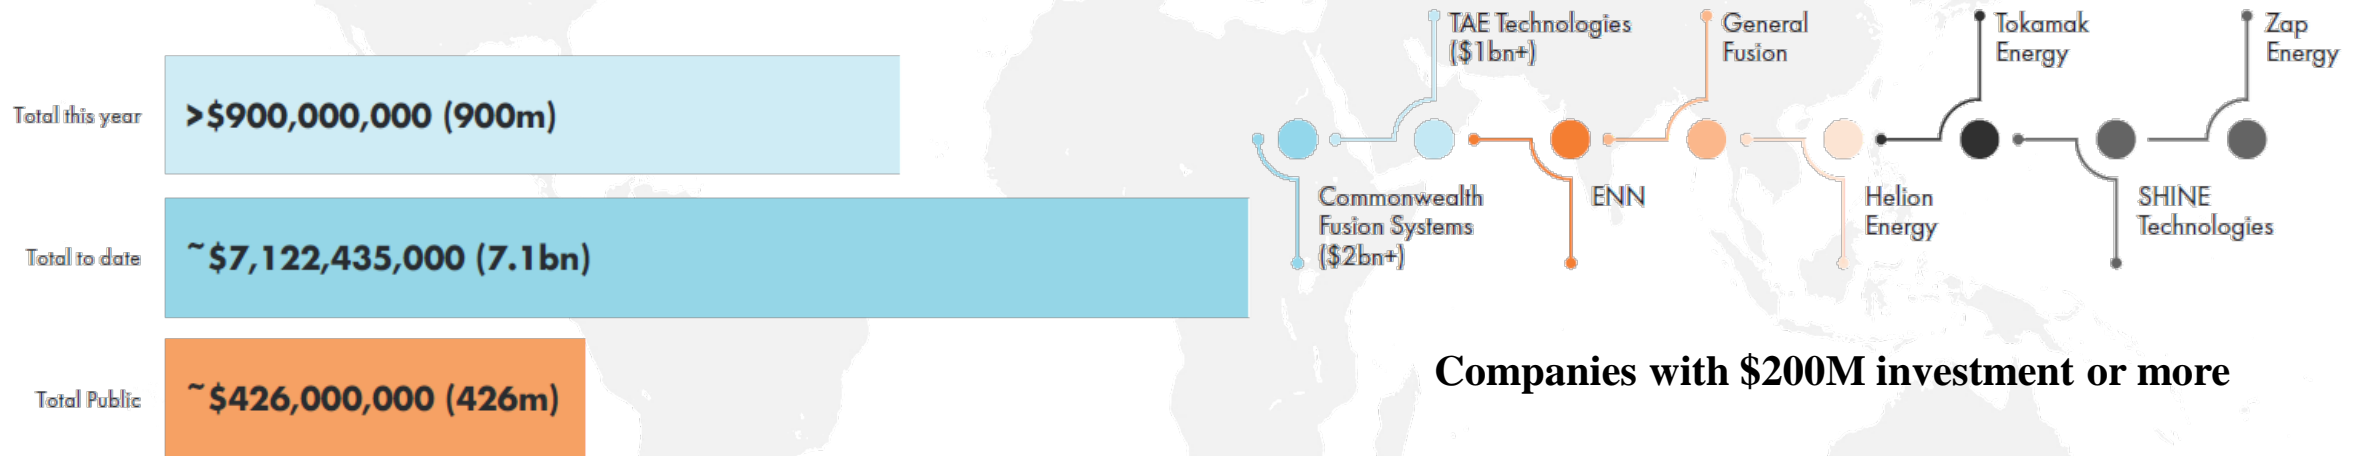 Total this year
>$900,000,000 (900m)
Total to date
~$7,122,435,000 (7.1bn)
Total Public
~$426,000,000 (426m)
TAE Technologies
($1bn+)
General
Fusion
Tokamak
Energy
Zap
Energy
Commonwealth
Fusion Systems
($2bn+)
ENN
Helion
Energy
SHINE
Technologies
Companies with $200M investment or more